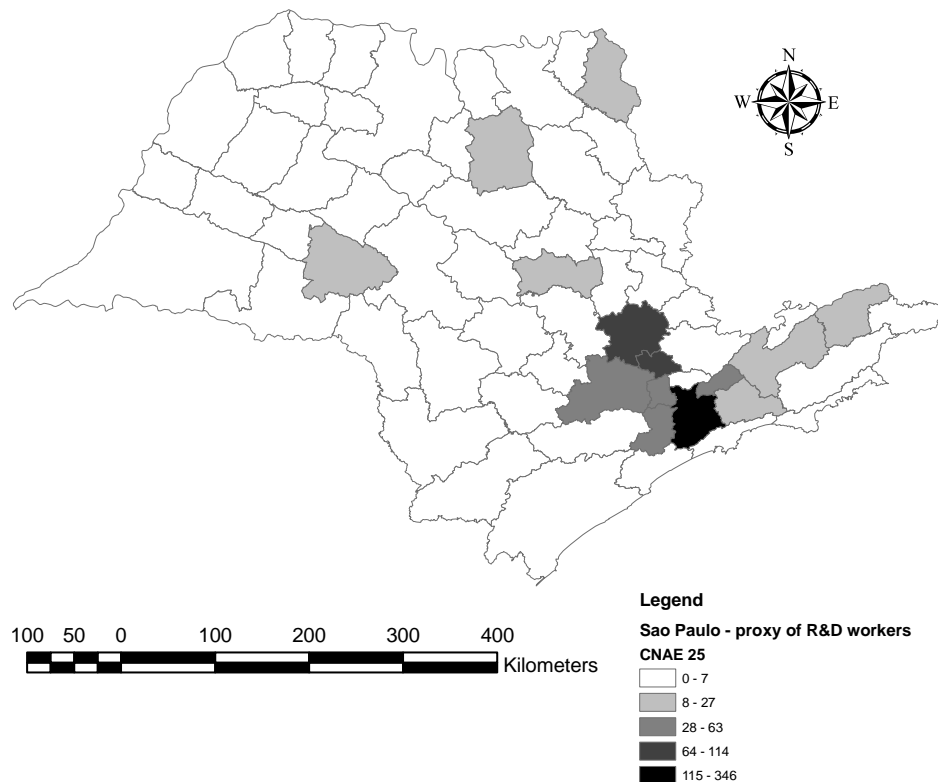 N
W E
S
100 50 0 100 200 300 400
Kilometers
Legend
Sao Paulo - proxy of R&D workers
CNAE 25
0 - 7
8 - 27
28 - 63
64 - 114
115 - 346